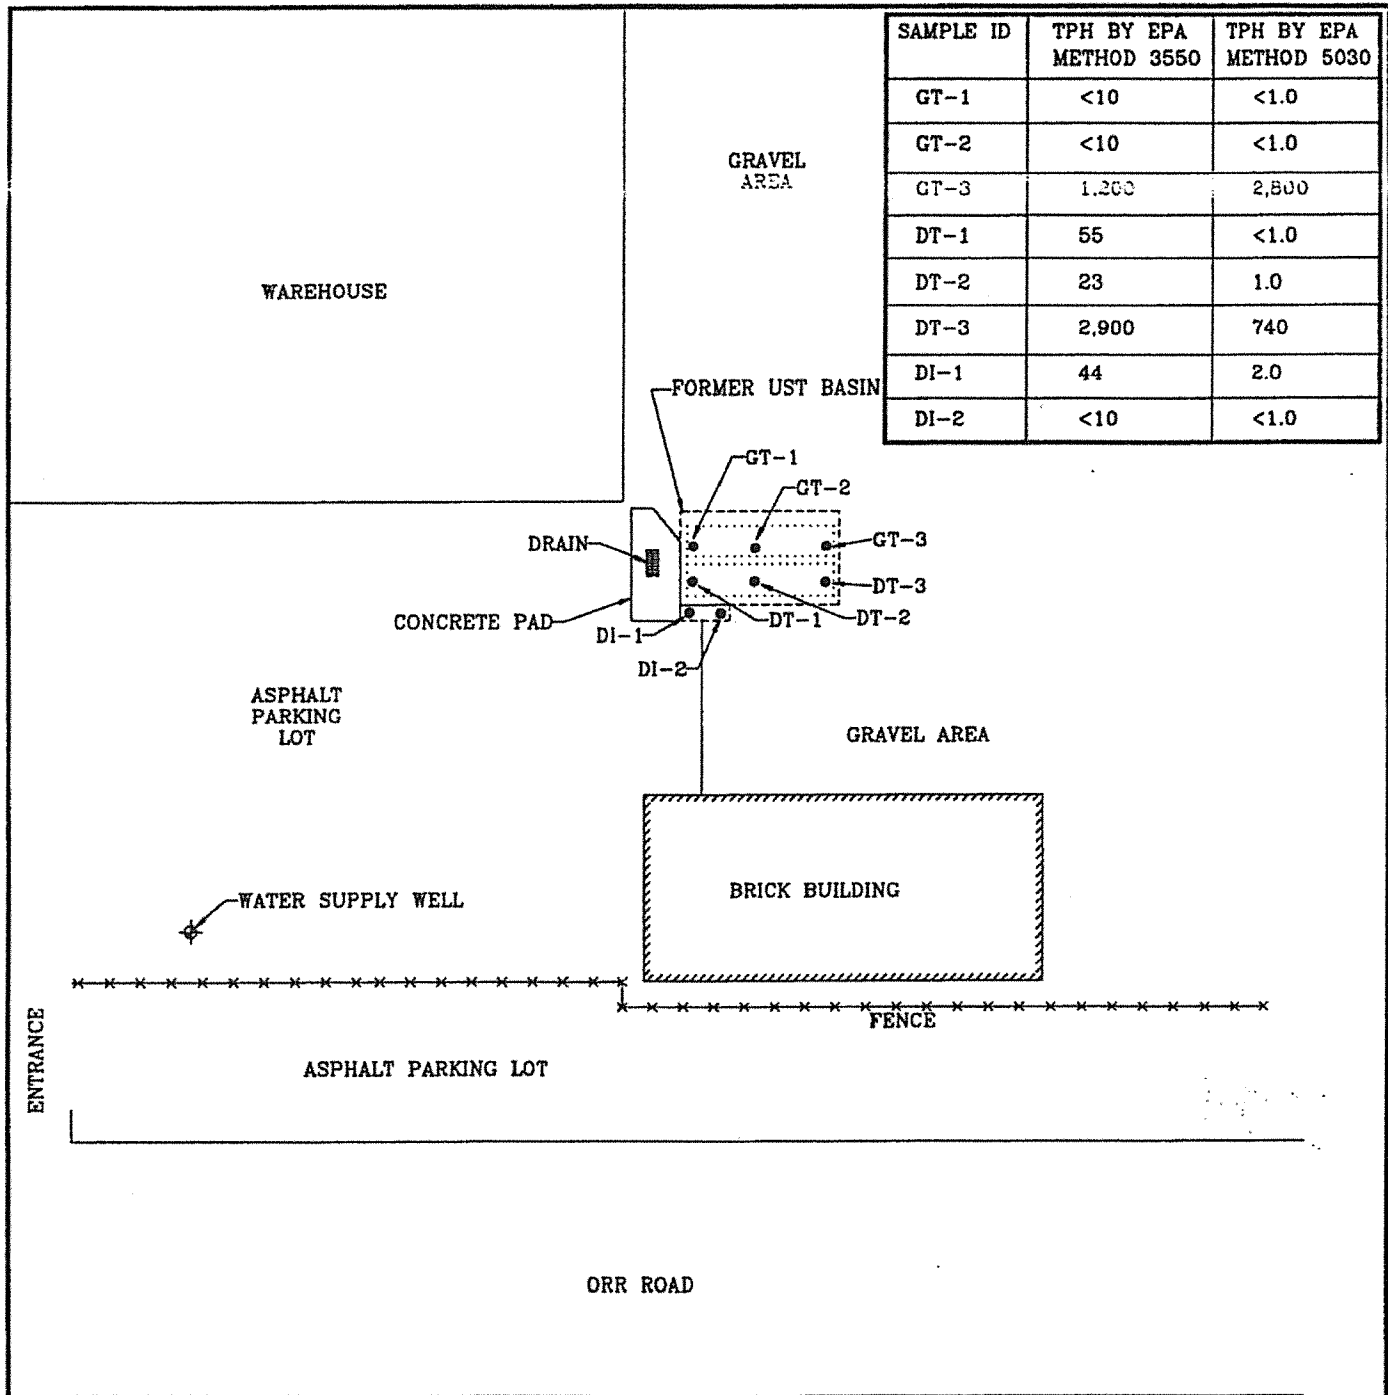 SAMPLE ID TPH BY EPA METHOD 3550 TPH BY EPA METHOD 5030
GT-1 <10 <1.0
GT-2 <10 <1.0
GT-3 1,200 2,800
DT-1 55 <1.0
DT-2 23 1.0
DT-3 2,900 740
DI-1 44 2.0
DI-2 <10 <1.0
GRAVEL
AREA
WAREHOUSE
FORMER UST BASIN
GT-1
GT-2
DRAIN
GT-3
DT-3
CONCRETE PAD
DI-1
DT-1
DT-2
DI-2
ASPHALT
PARKING
LOT
GRAVEL AREA
BRICK BUILDING
WATER SUPPLY WELL
FENCE
ENTRANCE
ASPHALT PARKING LOT
ORR ROAD